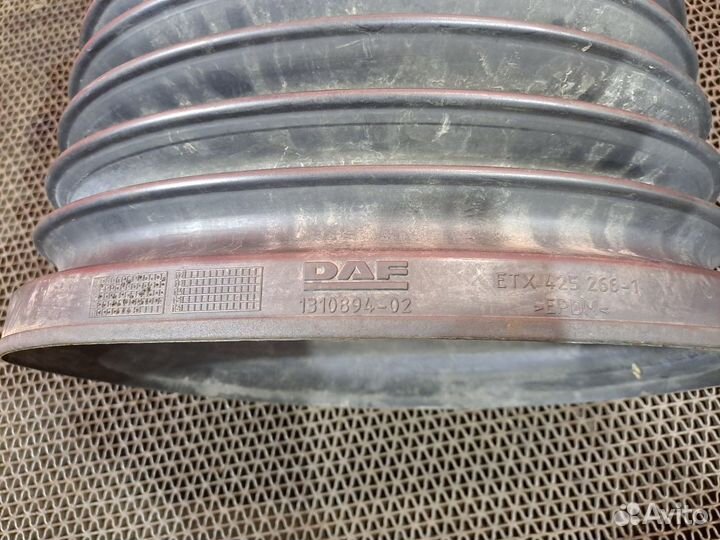 DAF
1310894-02
ETX 425 268-1
>EPDM<
Avito